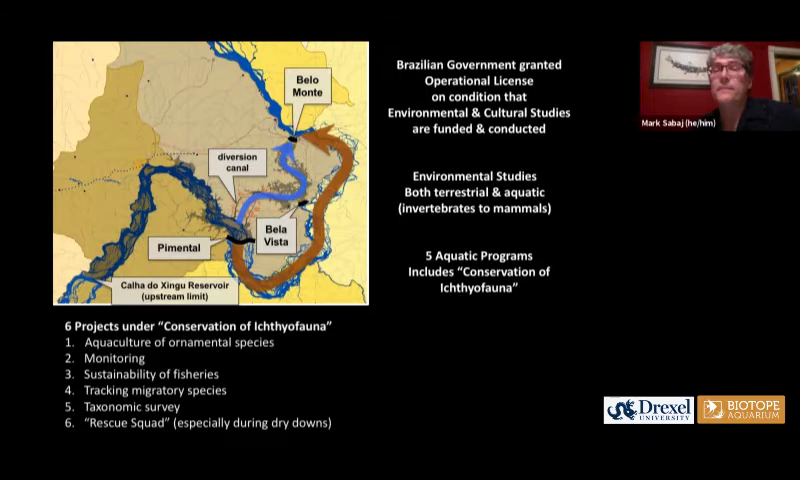 Belo
Monte
diversion
canal
Bela
Vista
Pimental
Calha do Xingu Reservoir
(upstream limit)
Brazilian Government granted
Operational License
on condition that
Environmental & Cultural Studies
are funded & conducted
Environmental Studies
Both terrestrial & aquatic
(invertebrates to mammals)
5 Aquatic Programs
Includes “Conservation of
Ichthyofauna”
Mark Sabaj (he/him)
6 Projects under “Conservation of Ichthyofauna”
1. Aquaculture of ornamental species
2. Monitoring
3. Sustainability of fisheries
4. Tracking migratory species
5. Taxonomic survey
6. “Rescue Squad” (especially during dry downs)
Drexel
UNIVERSITY
BIOTOPE
AQUARIUM